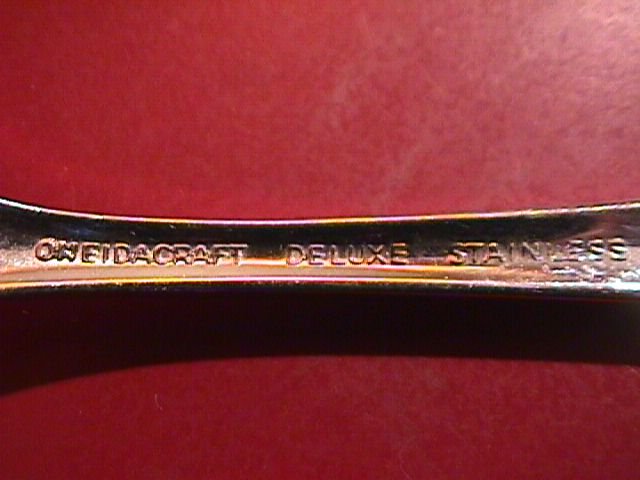 ONEIDACRAFT DELUXE STAINLESS